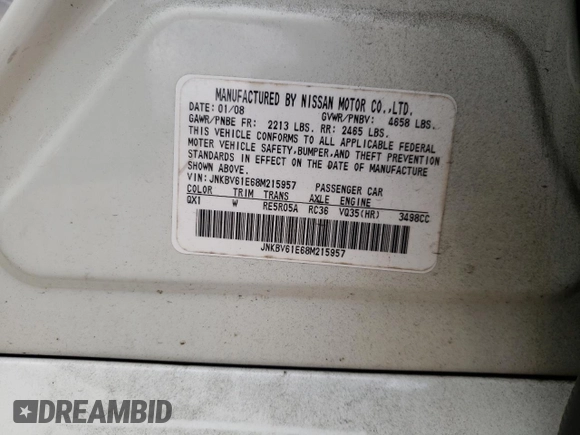 MANUFACTURED BY NISSAN MOTOR CO.,LTD.
DATE: 01/08 GVWR/PNBV: 4658 LBS.
GAWR/PNBE FR: 2213 LBS. RR: 2465 LBS.
THIS VEHICLE CONFORMS TO ALL APPLICABLE FEDERAL
MOTER VEHICLE SAFETY,BUMPER,AND THEFT PREVENTION
STANDARDS IN EFFECT ON THE DATE OF MANUFACTURE
SHOWN ABOVE.
VIN: JNKBV61E68M215957 PASSENGER CAR
COLOR TRIM TRANS AXLE ENGINE
QX1 W RE5R05A RC36 VQ35(HR) 3498CC
JNKBV61E68M215957
DREAMBID